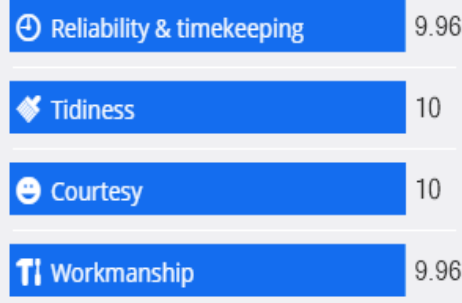 Reliability & timekeeping 9.96
Tidiness 10
Courtesy 10
Workmanship 9.96